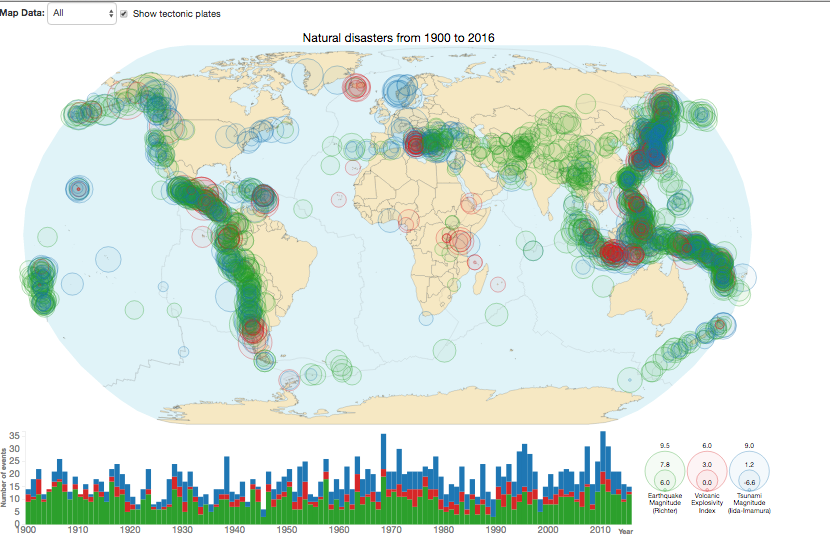 Map Data: All Show tectonic plates
Natural disasters from 1900 to 2016
Number of events
35
30
25
20
15
10
5
0
1900 1910 1920 1930 1940 1950 1960 1970 1980 1990 2000 2010 Year
9.5 6.0 9.0
7.8 3.0 1.2
6.0 0.0 -6.6
Earthquake Volcanic Tsunami
Magnitude Explosivity Magnitude
(Richter) Index (Iida-Imamura)